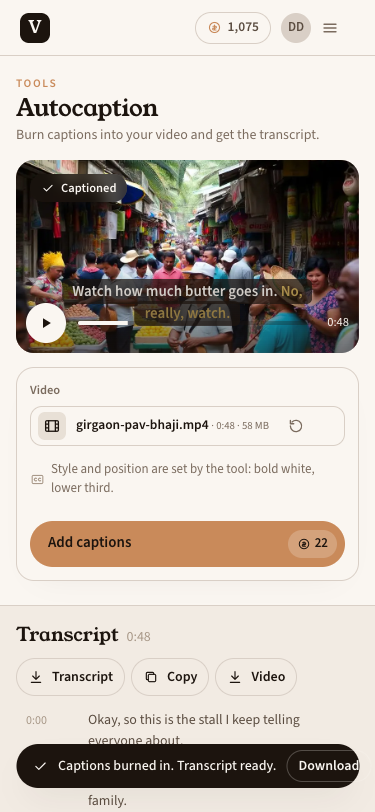 V
1,075
DD
TOOLS
Autocaption
Burn captions into your video and get the transcript.
Captioned
Watch how much butter goes in. No,
really, watch.
0:48
Video
girgaon-pav-bhaji.mp4 · 0:48 · 58 MB
CC
Style and position are set by the tool: bold white,
lower third.
Add captions
22
Transcript 0:48
Transcript
Copy
Video
0:00
Okay, so this is the stall I keep telling
everyone about.
Captions burned in. Transcript ready.
Download
family.